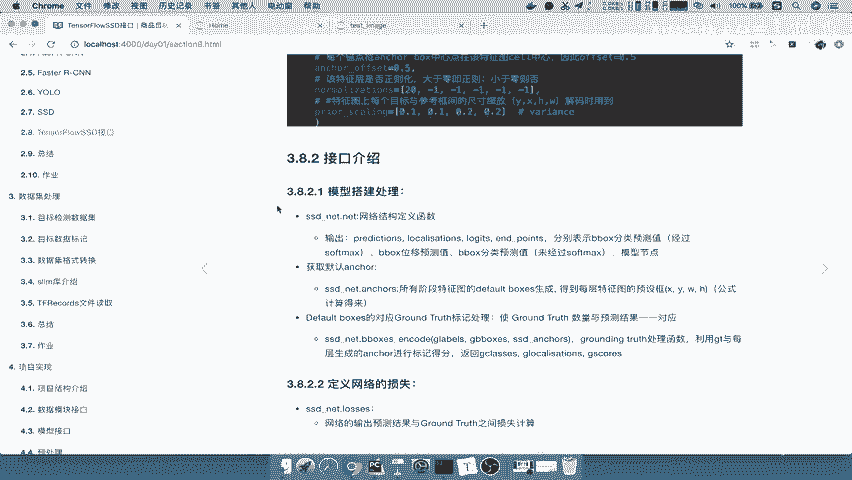 Chrome 文件 修改 视图 历史记录 书签 其他人 电动窗 帮助
100%
TensorFlowSSD接口 | 商品目标
Home
test_image
localhost:4000/day01/section8.html
2.5. Faster R-CNN
2.6. YOLO
2.7. SSD
2.8. TensorFlowSSD接口
2.9. 总结
2.10. 作业
3. 数据集处理
3.1. 目标检测数据集
3.2. 目标数据标记
3.3. 数据集格式转换
3.4. slim库介绍
3.5. TFRecords文件读取
3.6. 总结
3.7. 作业
4. 项目实现
4.1. 项目结构介绍
4.2. 数据模块接口
4.3. 模型接口
4.4. 预处理
# 每个锚点框anchor box中心点在该特征图cell中心，因此offset=0.5
anchor_offset=0.5,
# 该特征层是否正则化，大于零即正则；小于零则否
normalizations=[20, -1, -1, -1, -1, -1],
# #特征图上每个目标与参考框间的尺寸缩放 (y,x,h,w) 解码时用到
prior_scaling=[0.1, 0.1, 0.2, 0.2] # variance
)
3.8.2 接口介绍
3.8.2.1 模型搭建处理：
ssd_net.net:网络结构定义函数
输出：predictions, localisations, logits, end_points，分别表示bbox分类预测值（经过
softmax）、bbox位移预测值、bbox分类预测值（未经过softmax）、模型节点
获取默认anchor:
ssd_net.anchors:所有阶段特征图的default boxes生成, 得到每层特征图的预设框(x, y, w, h)（公式
计算得来）
Default boxes的对应Ground Truth标记处理：使 Ground Truth 数量与预测结果一一对应
ssd_net.bboxes_encode(glabels, gbboxes, ssd_anchors)，grounding truth处理函数，利用gt与每
层生成的anchor进行标记得分，返回gclasses, glocalisations, gscores
3.8.2.2 定义网络的损失：
ssd_net.losses：
网络的输出预测结果与Ground Truth之间损失计算